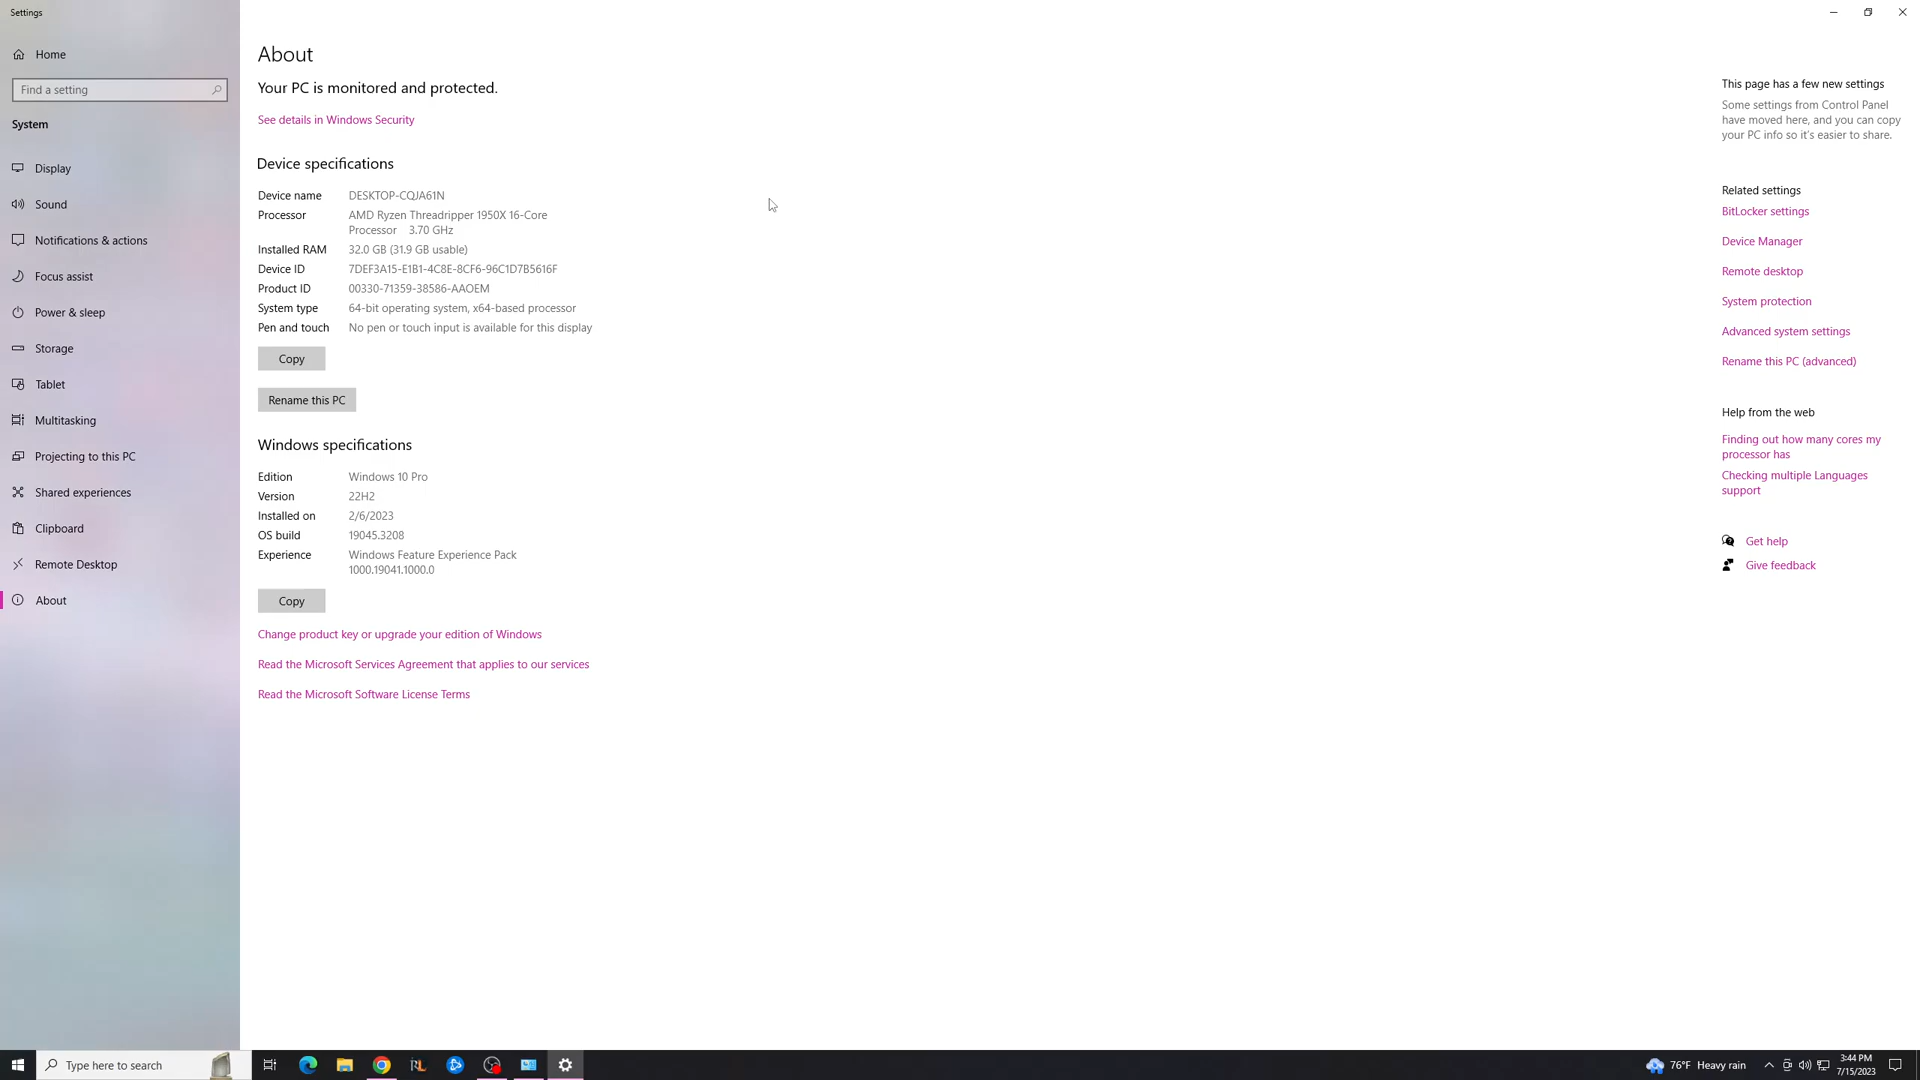 Settings
Home
Find a setting
System
Display
Sound
Notifications & actions
Focus assist
Power & sleep
Storage
Tablet
Multitasking
Projecting to this PC
Shared experiences
Clipboard
Remote Desktop
About
About
Your PC is monitored and protected.
See details in Windows Security
Device specifications
Device name DESKTOP-CQJA61N
Processor AMD Ryzen Threadripper 1950X 16-Core
Processor 3.70 GHz
Installed RAM 32.0 GB (31.9 GB usable)
Device ID 7DEF3A15-E1B1-4C8E-8CF6-96C1D7B5616F
Product ID 00330-71359-38586-AAOEM
System type 64-bit operating system, x64-based processor
Pen and touch No pen or touch input is available for this display
Copy
Rename this PC
Windows specifications
Edition Windows 10 Pro
Version 22H2
Installed on 2/6/2023
OS build 19045.3208
Experience Windows Feature Experience Pack
1000.19041.1000.0
Copy
Change product key or upgrade your edition of Windows
Read the Microsoft Services Agreement that applies to our services
Read the Microsoft Software License Terms
This page has a few new settings
Some settings from Control Panel
have moved here, and you can copy
your PC info so it's easier to share.
Related settings
BitLocker settings
Device Manager
Remote desktop
System protection
Advanced system settings
Rename this PC (advanced)
Help from the web
Finding out how many cores my
processor has
Checking multiple Languages
support
Get help
Give feedback
Type here to search
RL
76°F Heavy rain
3:44 PM
7/15/2023